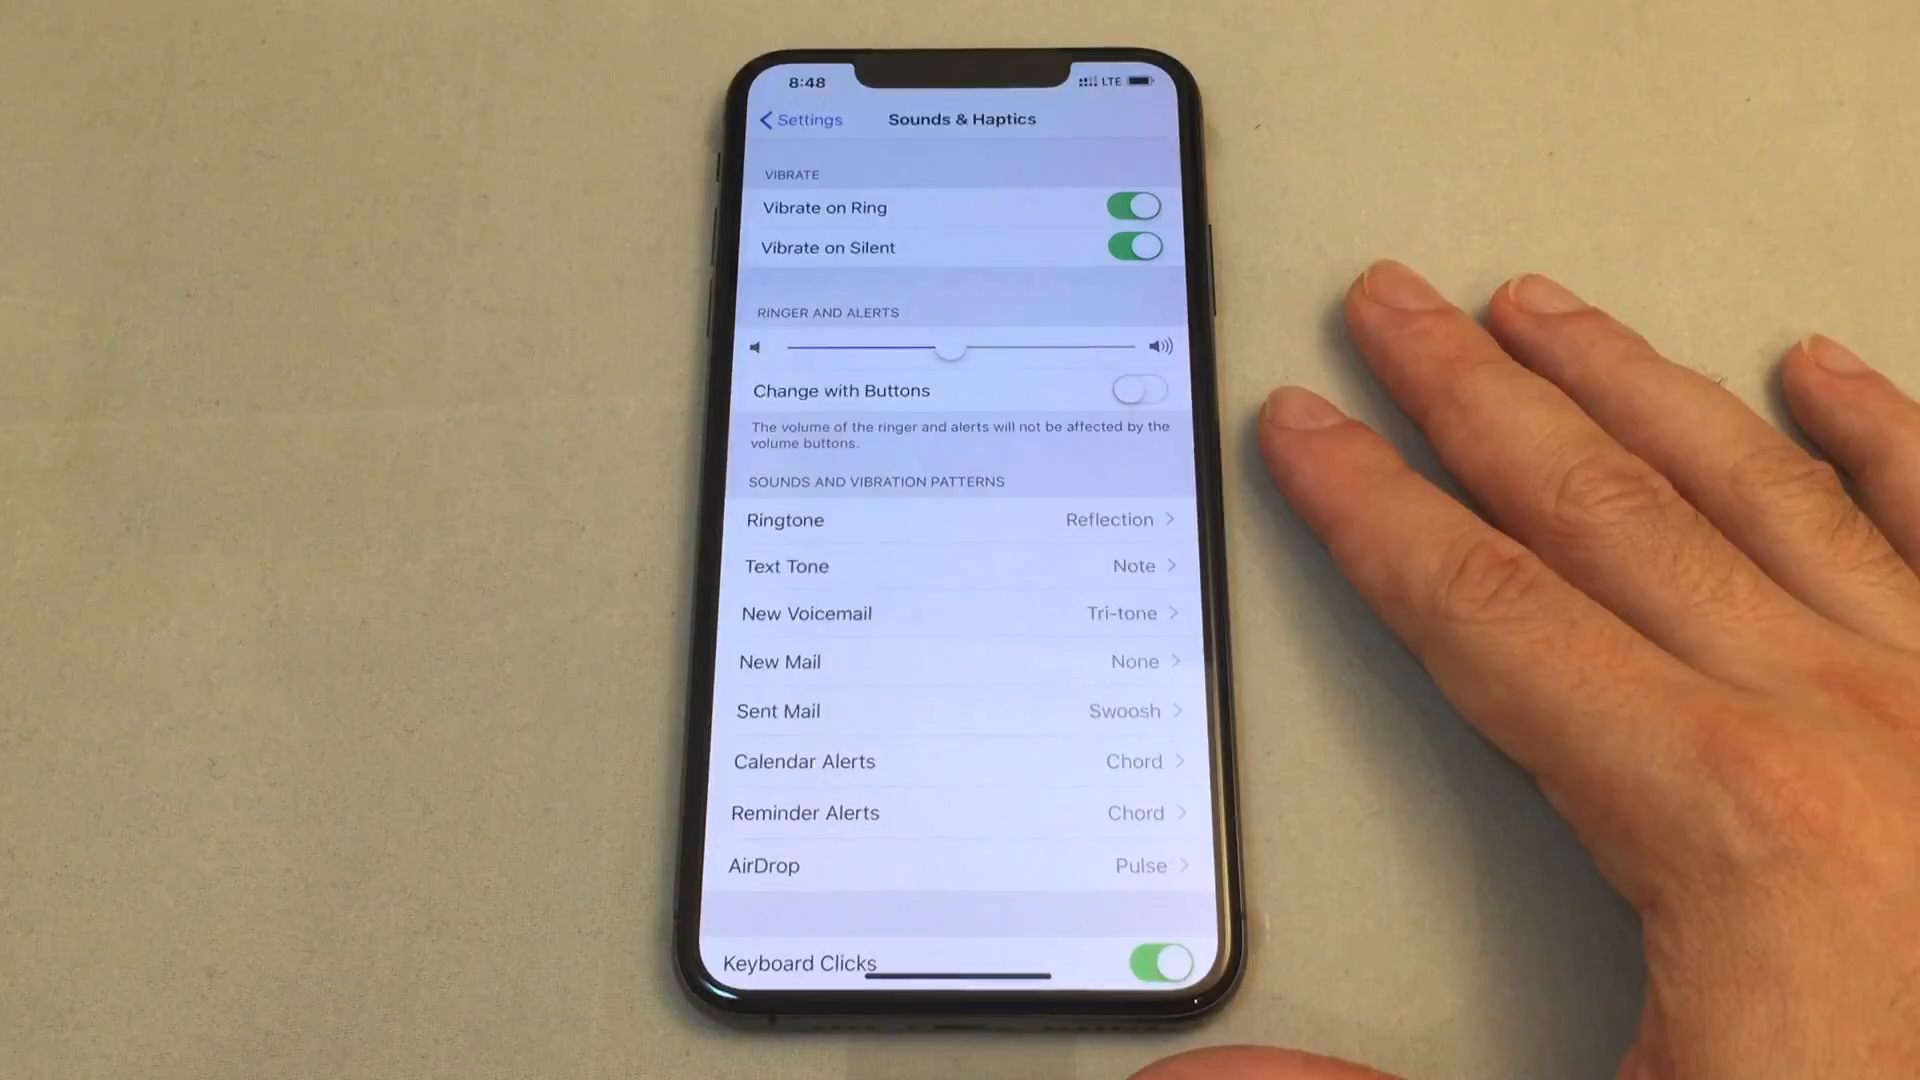 8:48 LTE
Settings Sounds & Haptics
VIBRATE
Vibrate on Ring
Vibrate on Silent
RINGER AND ALERTS
Change with Buttons
The volume of the ringer and alerts will not be affected by the
volume buttons.
SOUNDS AND VIBRATION PATTERNS
Ringtone Reflection
Text Tone Note
New Voicemail Tri-tone
New Mail None
Sent Mail Swoosh
Calendar Alerts Chord
Reminder Alerts Chord
AirDrop Pulse
Keyboard Clicks